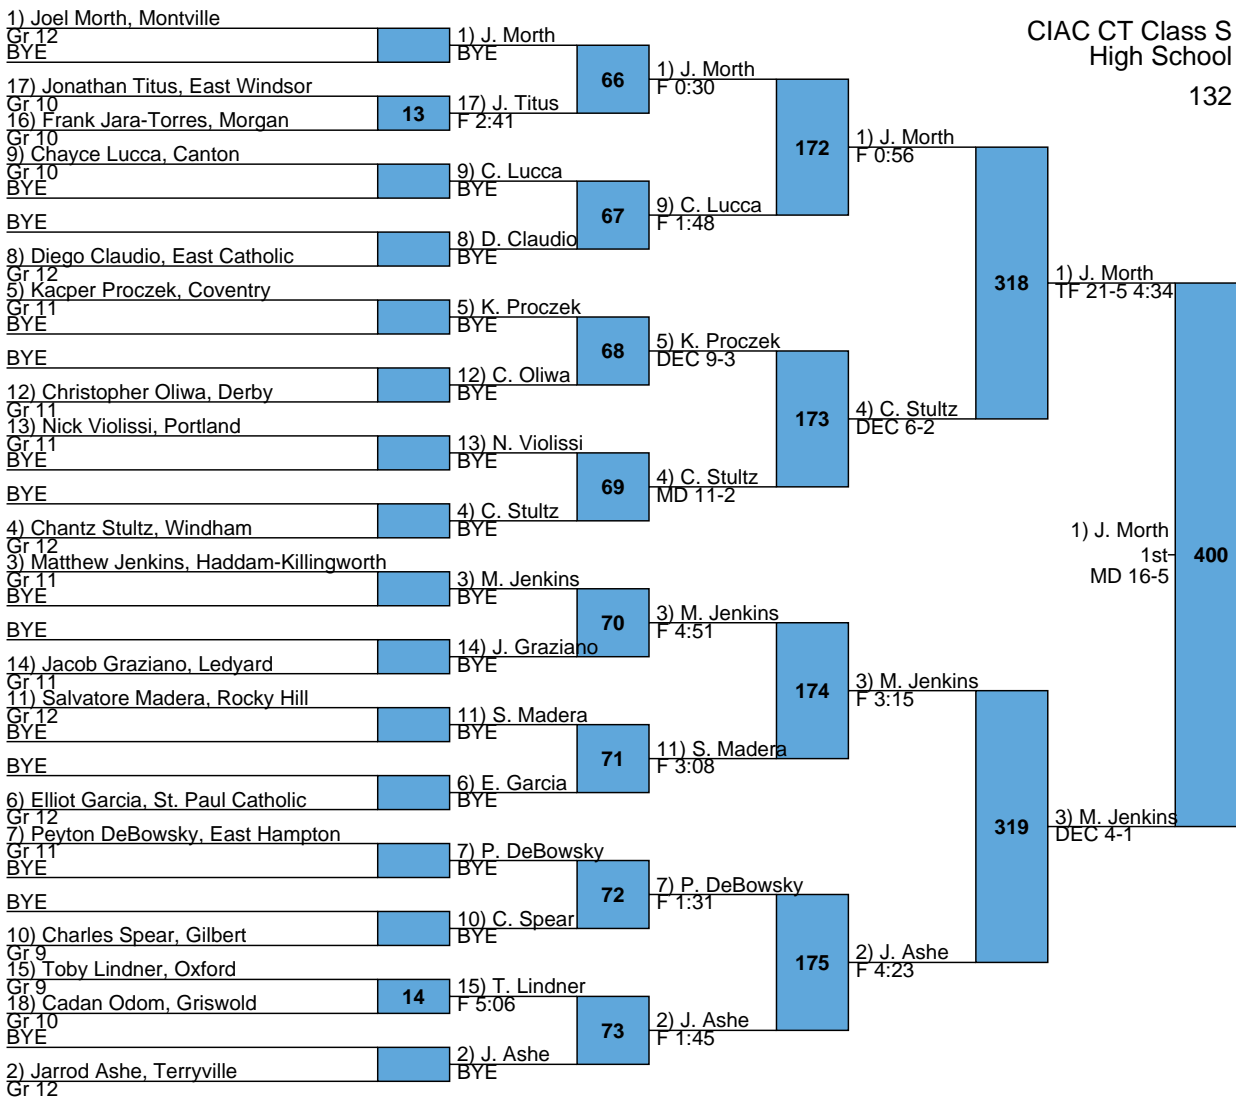 CIAC CT Class S
High School
132
1) Joel Morth, Montville
Gr 12
BYE
17) Jonathan Titus, East Windsor
Gr 10
16) Frank Jara-Torres, Morgan
Gr 10
9) Chayce Lucca, Canton
Gr 10
BYE
BYE
8) Diego Claudio, East Catholic
Gr 12
5) Kacper Proczek, Coventry
Gr 11
BYE
BYE
12) Christopher Oliwa, Derby
Gr 11
13) Nick Violissi, Portland
Gr 11
BYE
BYE
4) Chantz Stultz, Windham
Gr 12
3) Matthew Jenkins, Haddam-Killingworth
Gr 11
BYE
BYE
14) Jacob Graziano, Ledyard
Gr 11
11) Salvatore Madera, Rocky Hill
Gr 12
BYE
BYE
6) Elliot Garcia, St. Paul Catholic
Gr 12
7) Peyton DeBowsky, East Hampton
Gr 11
BYE
BYE
10) Charles Spear, Gilbert
Gr 9
15) Toby Lindner, Oxford
Gr 9
18) Cadan Odom, Griswold
Gr 10
BYE
2) Jarrod Ashe, Terryville
Gr 12
13
14
1) J. Morth
BYE
17) J. Titus
F 2:41
9) C. Lucca
BYE
8) D. Claudio
BYE
5) K. Proczek
BYE
12) C. Oliwa
BYE
13) N. Violissi
BYE
4) C. Stultz
BYE
3) M. Jenkins
BYE
14) J. Graziano
BYE
11) S. Madera
BYE
6) E. Garcia
BYE
7) P. DeBowsky
BYE
10) C. Spear
BYE
15) T. Lindner
F 5:06
2) J. Ashe
BYE
66
67
68
69
70
71
72
73
1) J. Morth
F 0:30
9) C. Lucca
F 1:48
5) K. Proczek
DEC 9-3
4) C. Stultz
MD 11-2
3) M. Jenkins
F 4:51
11) S. Madera
F 3:08
7) P. DeBowsky
F 1:31
2) J. Ashe
F 1:45
172
173
174
175
1) J. Morth
F 0:56
4) C. Stultz
DEC 6-2
3) M. Jenkins
F 3:15
2) J. Ashe
F 4:23
318
319
1) J. Morth
TF 21-5 4:34
3) M. Jenkins
DEC 4-1
1) J. Morth
1st
MD 16-5
400